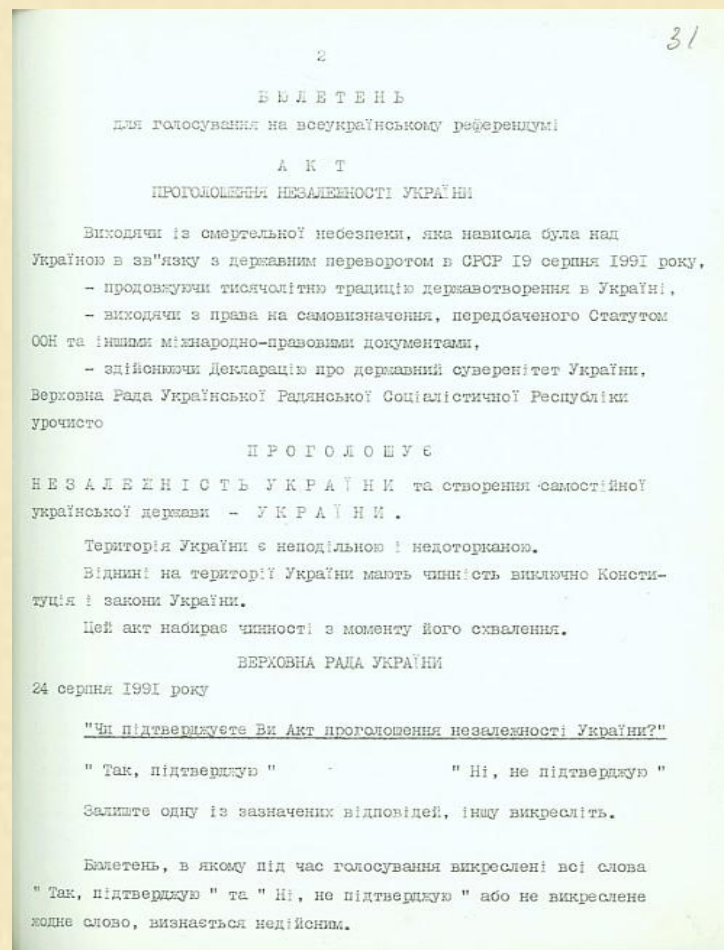 31
2
Б Ю Л Е Т Е Н Ь
для голосування на всеукраїнському референдумі
А К Т
ПРОГОЛОШЕННЯ НЕЗАЛЕЖНОСТІ УКРАЇНИ
Виходячи із смертельної небезпеки, яка нависла була над
Україною в зв"язку з державним переворотом в СРСР 19 серпня 1991 року,
- продовжуючи тисячолітню традицію державотворення в Україні,
- виходячи з права на самовизначення, передбаченого Статутом
ООН та іншими міжнародно-правовими документами,
- здійснюючи Декларацію про державний суверенітет України,
Верховна Рада Української Радянської Соціалістичної Республіки
урочисто
П Р О Г О Л О Ш У Є
Н Е З А Л Е Ж Н І С Т Ь У К Р А Ї Н И та створення самостійної
української держави - У К Р А Ї Н И .
Територія України є неподільною і недоторканою.
Віднині на території України мають чинність виключно Консти-
туція і закони України.
Цей акт набирає чинності з моменту його схвалення.
ВЕРХОВНА РАДА УКРАЇНИ
24 серпня 1991 року
"Чи підтверджуєте Ви Акт проголошення незалежності України?"
" Так, підтверджую " - " Ні, не підтверджую "
Залиште одну із зазначених відповідей, іншу викресліть.
Бюлетень, в якому під час голосування викреслені всі слова
" Так, підтверджую " та " Ні, не підтверджую " або не викреслене
жодне слово, визнається недійсним.